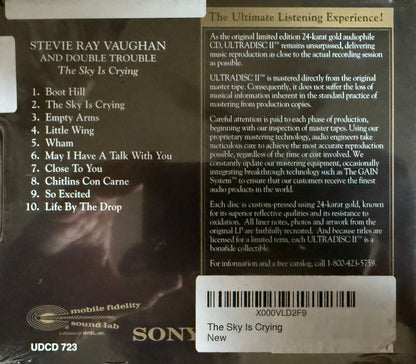 STEVIE RAY VAUGHAN
AND DOUBLE TROUBLE
The Sky Is Crying
1. Boot Hill
2. The Sky Is Crying
3. Empty Arms
4. Little Wing
5. Wham
6. May I Have A Talk With You
7. Close To You
8. Chitlins Con Carne
9. So Excited
10. Life By The Drop
mobile fidelity
sound lab
UDCD 723
SONY
The Ultimate Listening Experience!
As the original limited edition 24-karat gold audiophile
CD, ULTRADISC II™ remains unsurpassed, delivering
music reproduction as close to the actual recording session
as possible.
ULTRADISC II™ is mastered directly from the original
master tape. Consequently, it does not suffer the loss of
musical information inherent in the standard practice of
mastering from production copies.
Careful attention is paid to each phase of production,
beginning with our inspection of master tapes. Using our
proprietary mastering technology, audio engineers take
meticulous care to achieve the most accurate reproduction
possible, regardless of the time or cost involved. We
constantly update our mastering equipment, occasionally
integrating breakthrough technology such as The GAIN
System™ to ensure that our customers receive the finest
audio products in the world.
Each disc is custom-pressed using 24-karat gold, known
for its superior reflective qualities and its resistance to
oxidation. All liner notes, photos and artwork from the
original LP are faithfully recreated. And because titles are
licensed for a limited term, each ULTRADISC II™ is a
bonafide collectible.
For information and a free catalog, call 1-800-423-5759.
X000VLD2F9
The Sky Is Crying
New